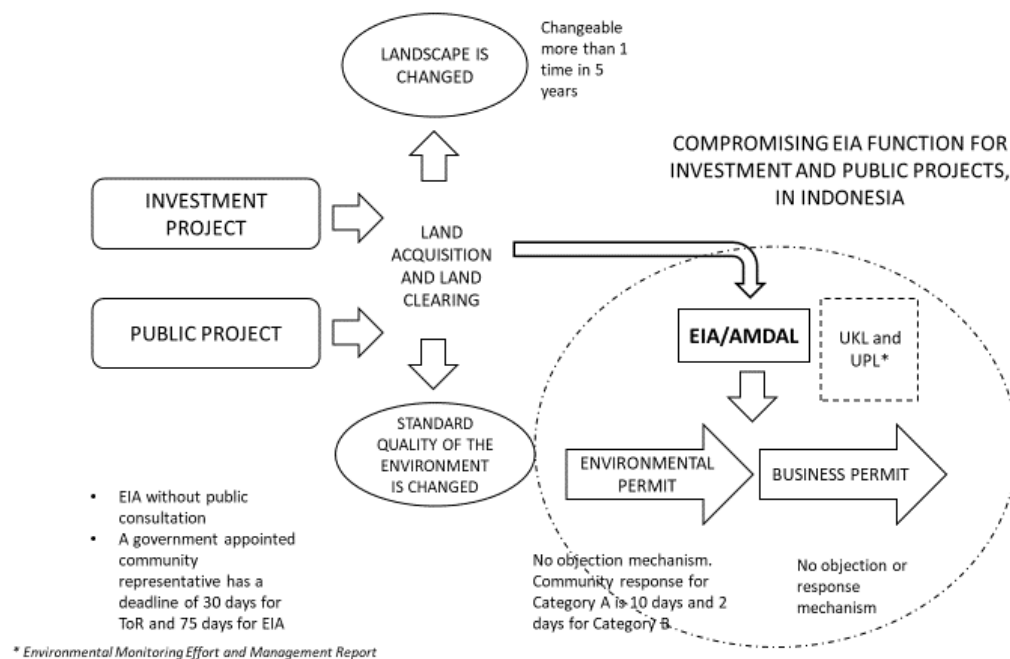 LANDSCAPE IS
CHANGED
Changeable
more than 1
time in 5
years
COMPROMISING EIA FUNCTION FOR
INVESTMENT AND PUBLIC PROJECTS,
IN INDONESIA
INVESTMENT
PROJECT
PUBLIC PROJECT
LAND
ACQUISITION
AND LAND
CLEARING
EIA/AMDAL
UKL and
UPL*
STANDARD
QUALITY OF THE
ENVIRONMENT
IS CHANGED
ENVIRONMENTAL
PERMIT
BUSINESS PERMIT
• EIA without public
consultation
• A government appointed
community
representative has a
deadline of 30 days for
ToR and 75 days for EIA
No objection mechanism.
Community response for
Category A is 10 days and 2
days for Category B
No objection or
response
mechanism
* Environmental Monitoring Effort and Management Report